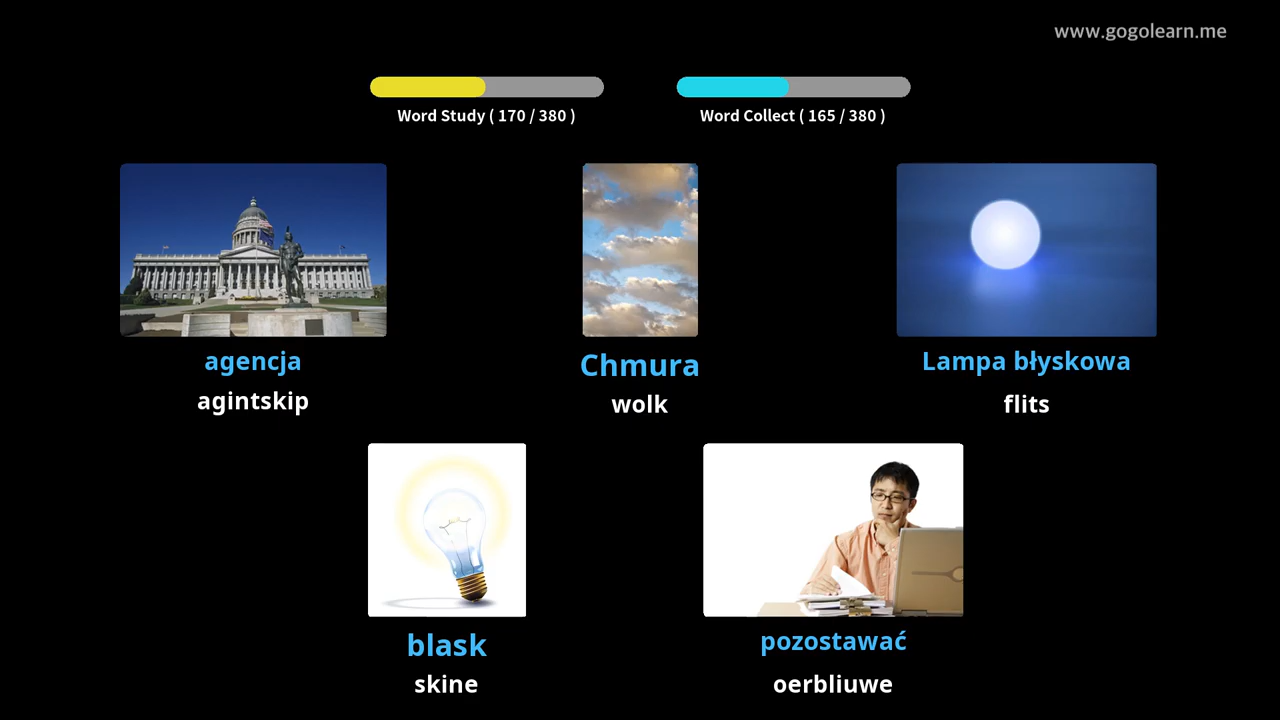 www.gogolearn.me
Word Study ( 170 / 380 )
Word Collect ( 165 / 380 )
agencja
agintskip
Chmura
wolk
Lampa błyskowa
flits
blask
skine
pozostawać
oerbliuwe